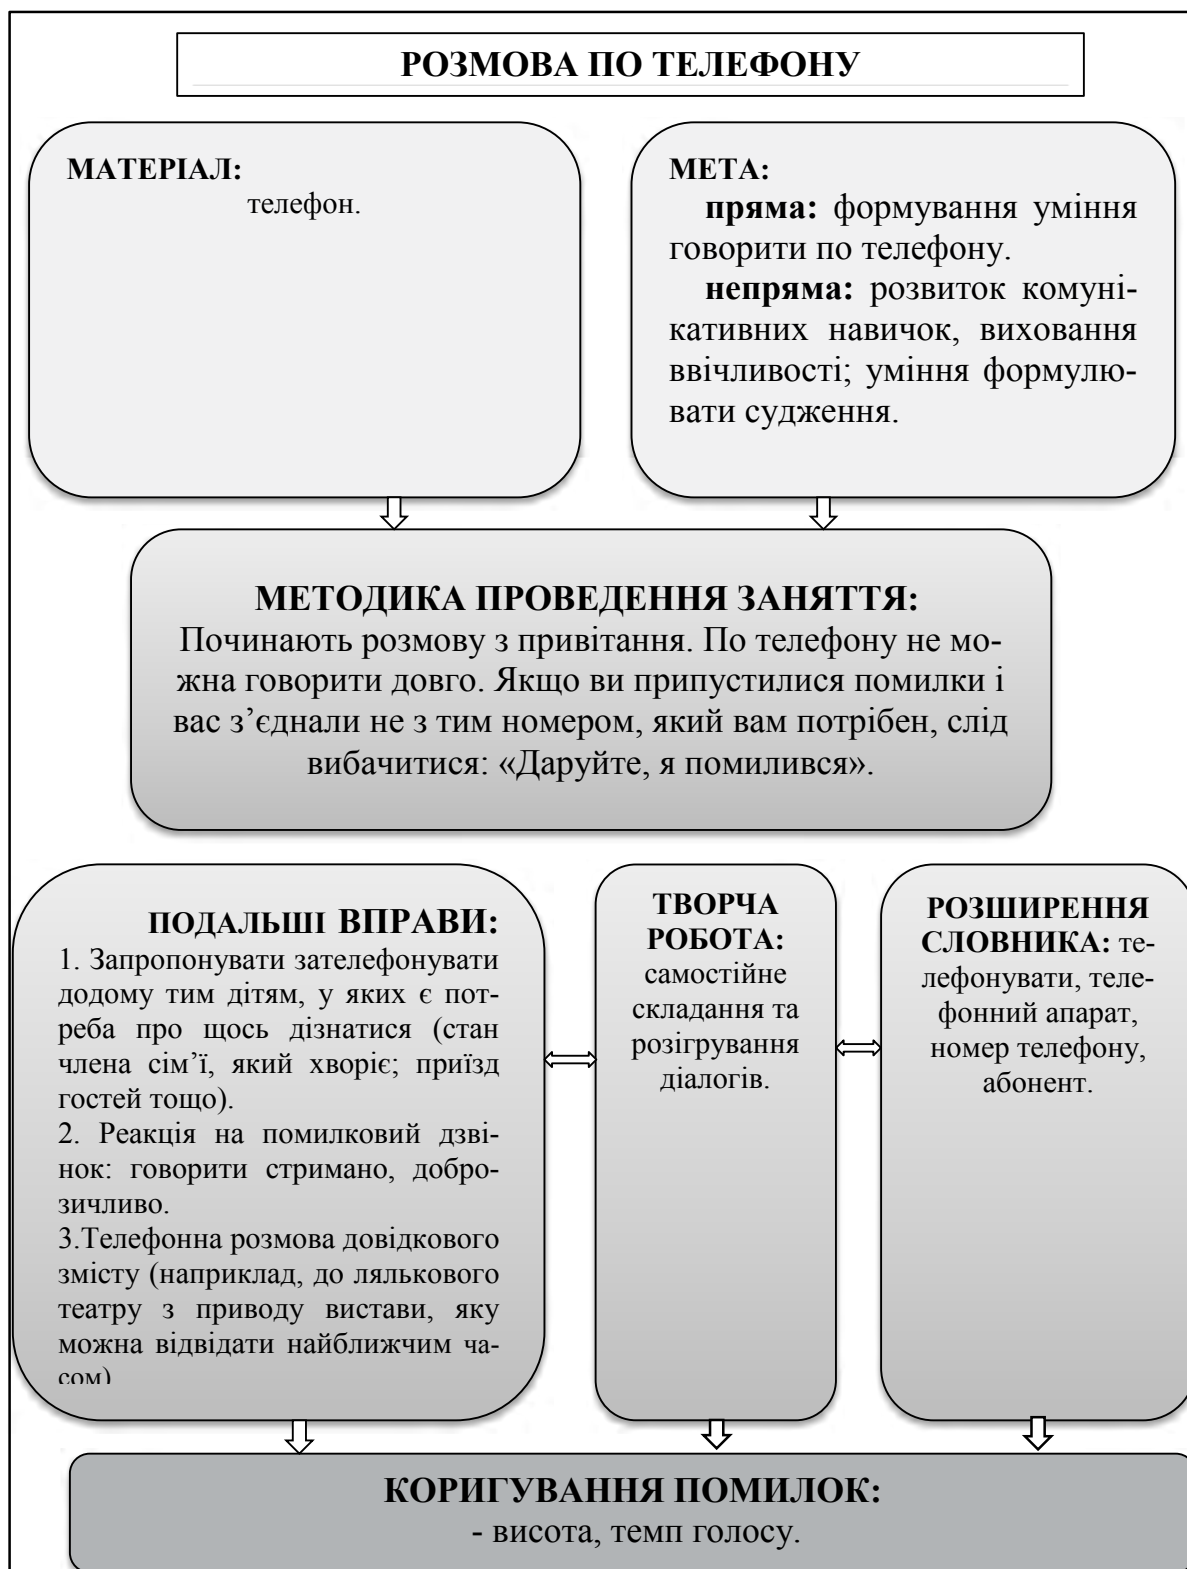 РОЗМОВА ПО ТЕЛЕФОНУ
МАТЕРІАЛ:
телефон.
МЕТА:
пряма: формування уміння
говорити по телефону.
непряма: розвиток комуні-
кативних навичок, виховання
ввічливості; уміння формулю-
вати судження.
МЕТОДИКА ПРОВЕДЕННЯ ЗАНЯТТЯ:
Починають розмову з привітання. По телефону не мо-
жна говорити довго. Якщо ви припустилися помилки і
вас з’єднали не з тим номером, який вам потрібен, слід
вибачитися: «Даруйте, я помилився».
ПОДАЛЬШІ ВПРАВИ:
1. Запропонувати зателефонувати
додому тим дітям, у яких є пот-
реба про щось дізнатися (стан
члена сім’ї, який хворіє; приїзд
гостей тощо).
2. Реакція на помилковий дзві-
нок: говорити стримано, добро-
зичливо.
3.Телефонна розмова довідкового
змісту (наприклад, до лялькового
театру з приводу вистави, яку
можна відвідати найближчим ча-
сом)
ТВОРЧА
РОБОТА:
самостійне
складання та
розігрування
діалогів.
РОЗШИРЕННЯ
СЛОВНИКА: те-
лефонувати, теле-
фонний апарат,
номер телефону,
абонент.
КОРИГУВАННЯ ПОМИЛОК:
- висота, темп голосу.